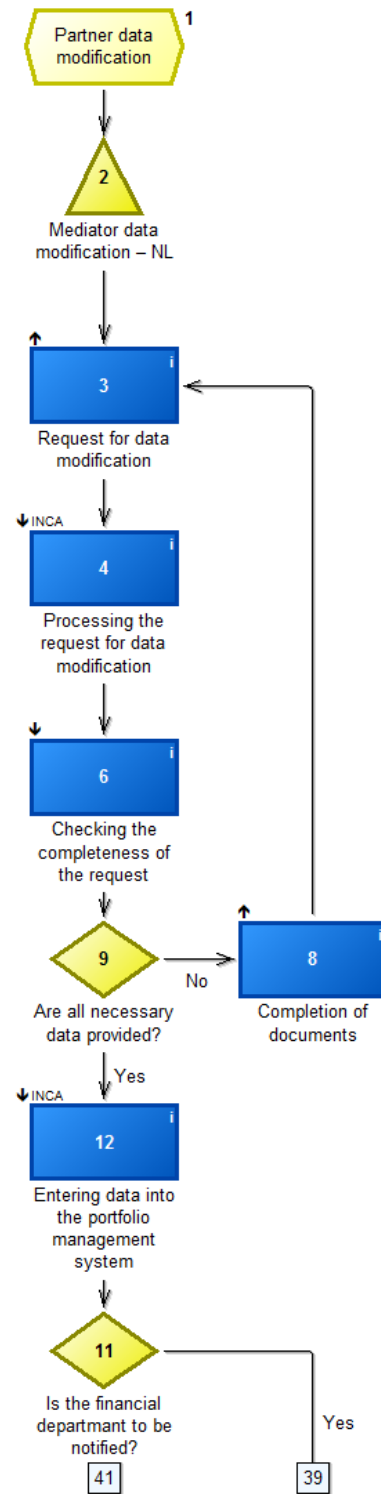 Partner data
modification
1
2
Mediator data
modification – NL
i
3
Request for data
modification
INCA
i
4
Processing the
request for data
modification
i
6
Checking the
completeness of
the request
9
No
Are all necessary
data provided?
i
8
Completion of
documents
Yes
INCA
i
12
Entering data into
the portfolio
management
system
11
Is the financial
departmant to be
notified?
Yes
41
39